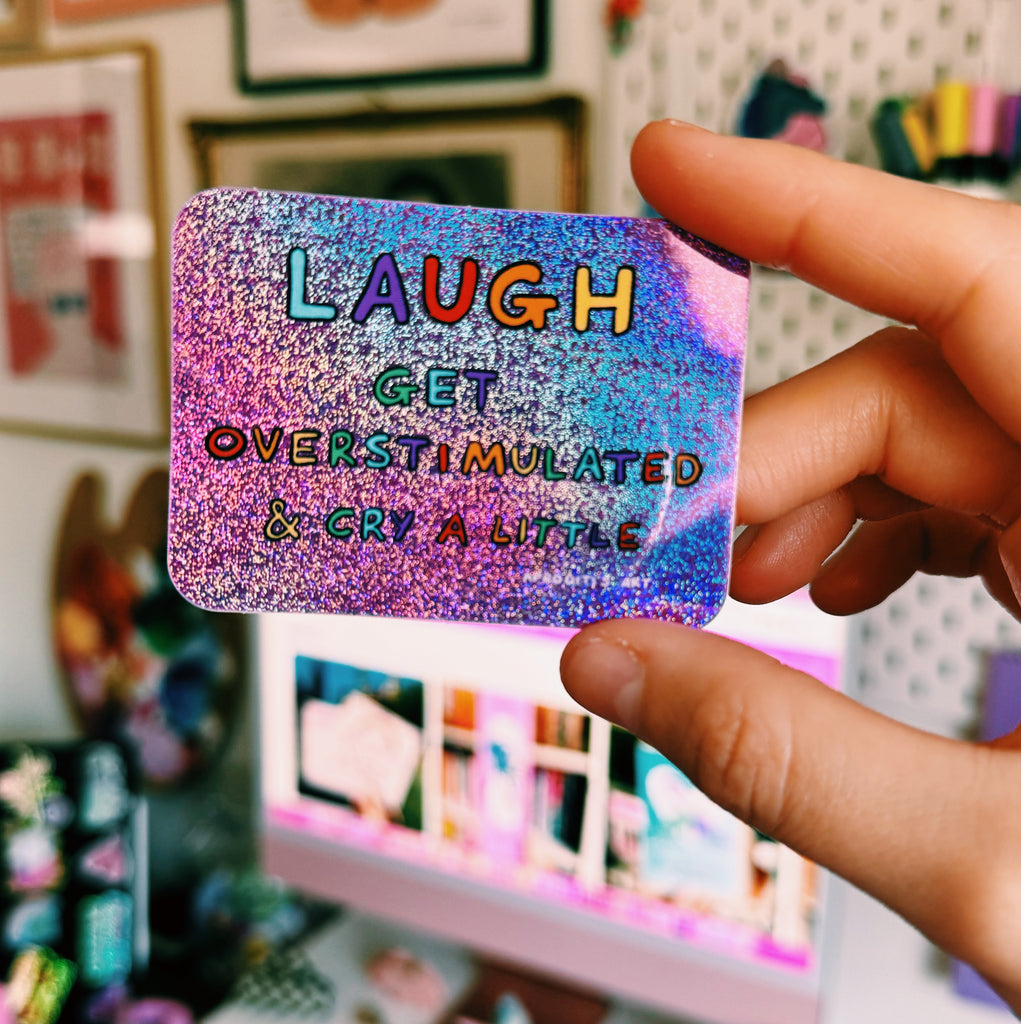 LAUGH
GET
OVERSTIMULATED
& CRY A LITTLE